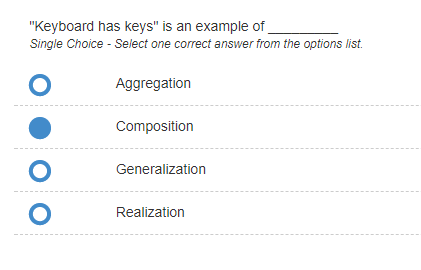 "Keyboard has keys" is an example of __________
Single Choice - Select one correct answer from the options list.
Aggregation
Composition
Generalization
Realization